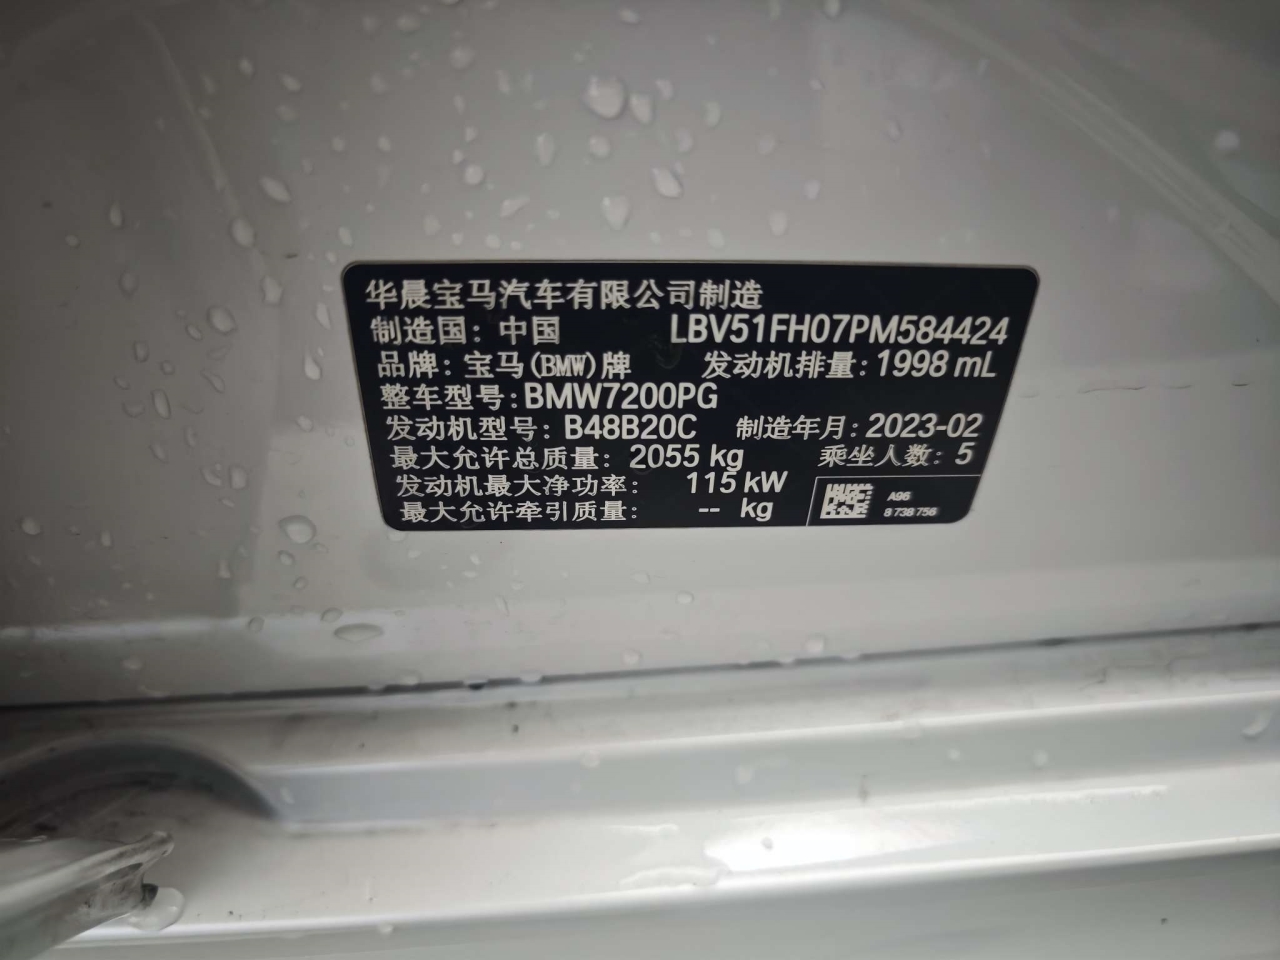 华晨宝马汽车有限公司制造
制造国：中国 LBV51FH07PM584424
品牌：宝马(BMW)牌 发动机排量：1998 mL
整车型号：BMW7200PG
发动机型号：B48B20C 制造年月：2023-02
最大允许总质量：2055 kg 乘坐人数：5
发动机最大净功率：115 kW
最大允许牵引质量：-- kg
A96
8 738 756